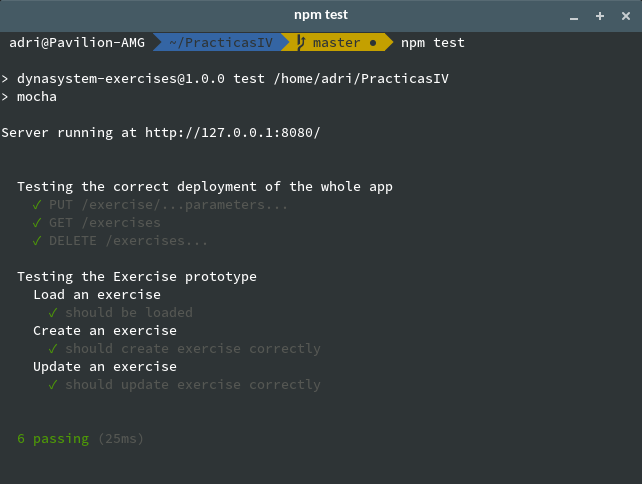 npm test
adri@Pavilion-AMG ~/PracticasIV master ● npm test
> dynasystem-exercises@1.0.0 test /home/adri/PracticasIV
> mocha
Server running at http://127.0.0.1:8080/
Testing the correct deployment of the whole app
✓ PUT /exercise/...parameters...
✓ GET /exercises
✓ DELETE /exercises...
Testing the Exercise prototype
Load an exercise
✓ should be loaded
Create an exercise
✓ should create exercise correctly
Update an exercise
✓ should update exercise correctly
6 passing (25ms)